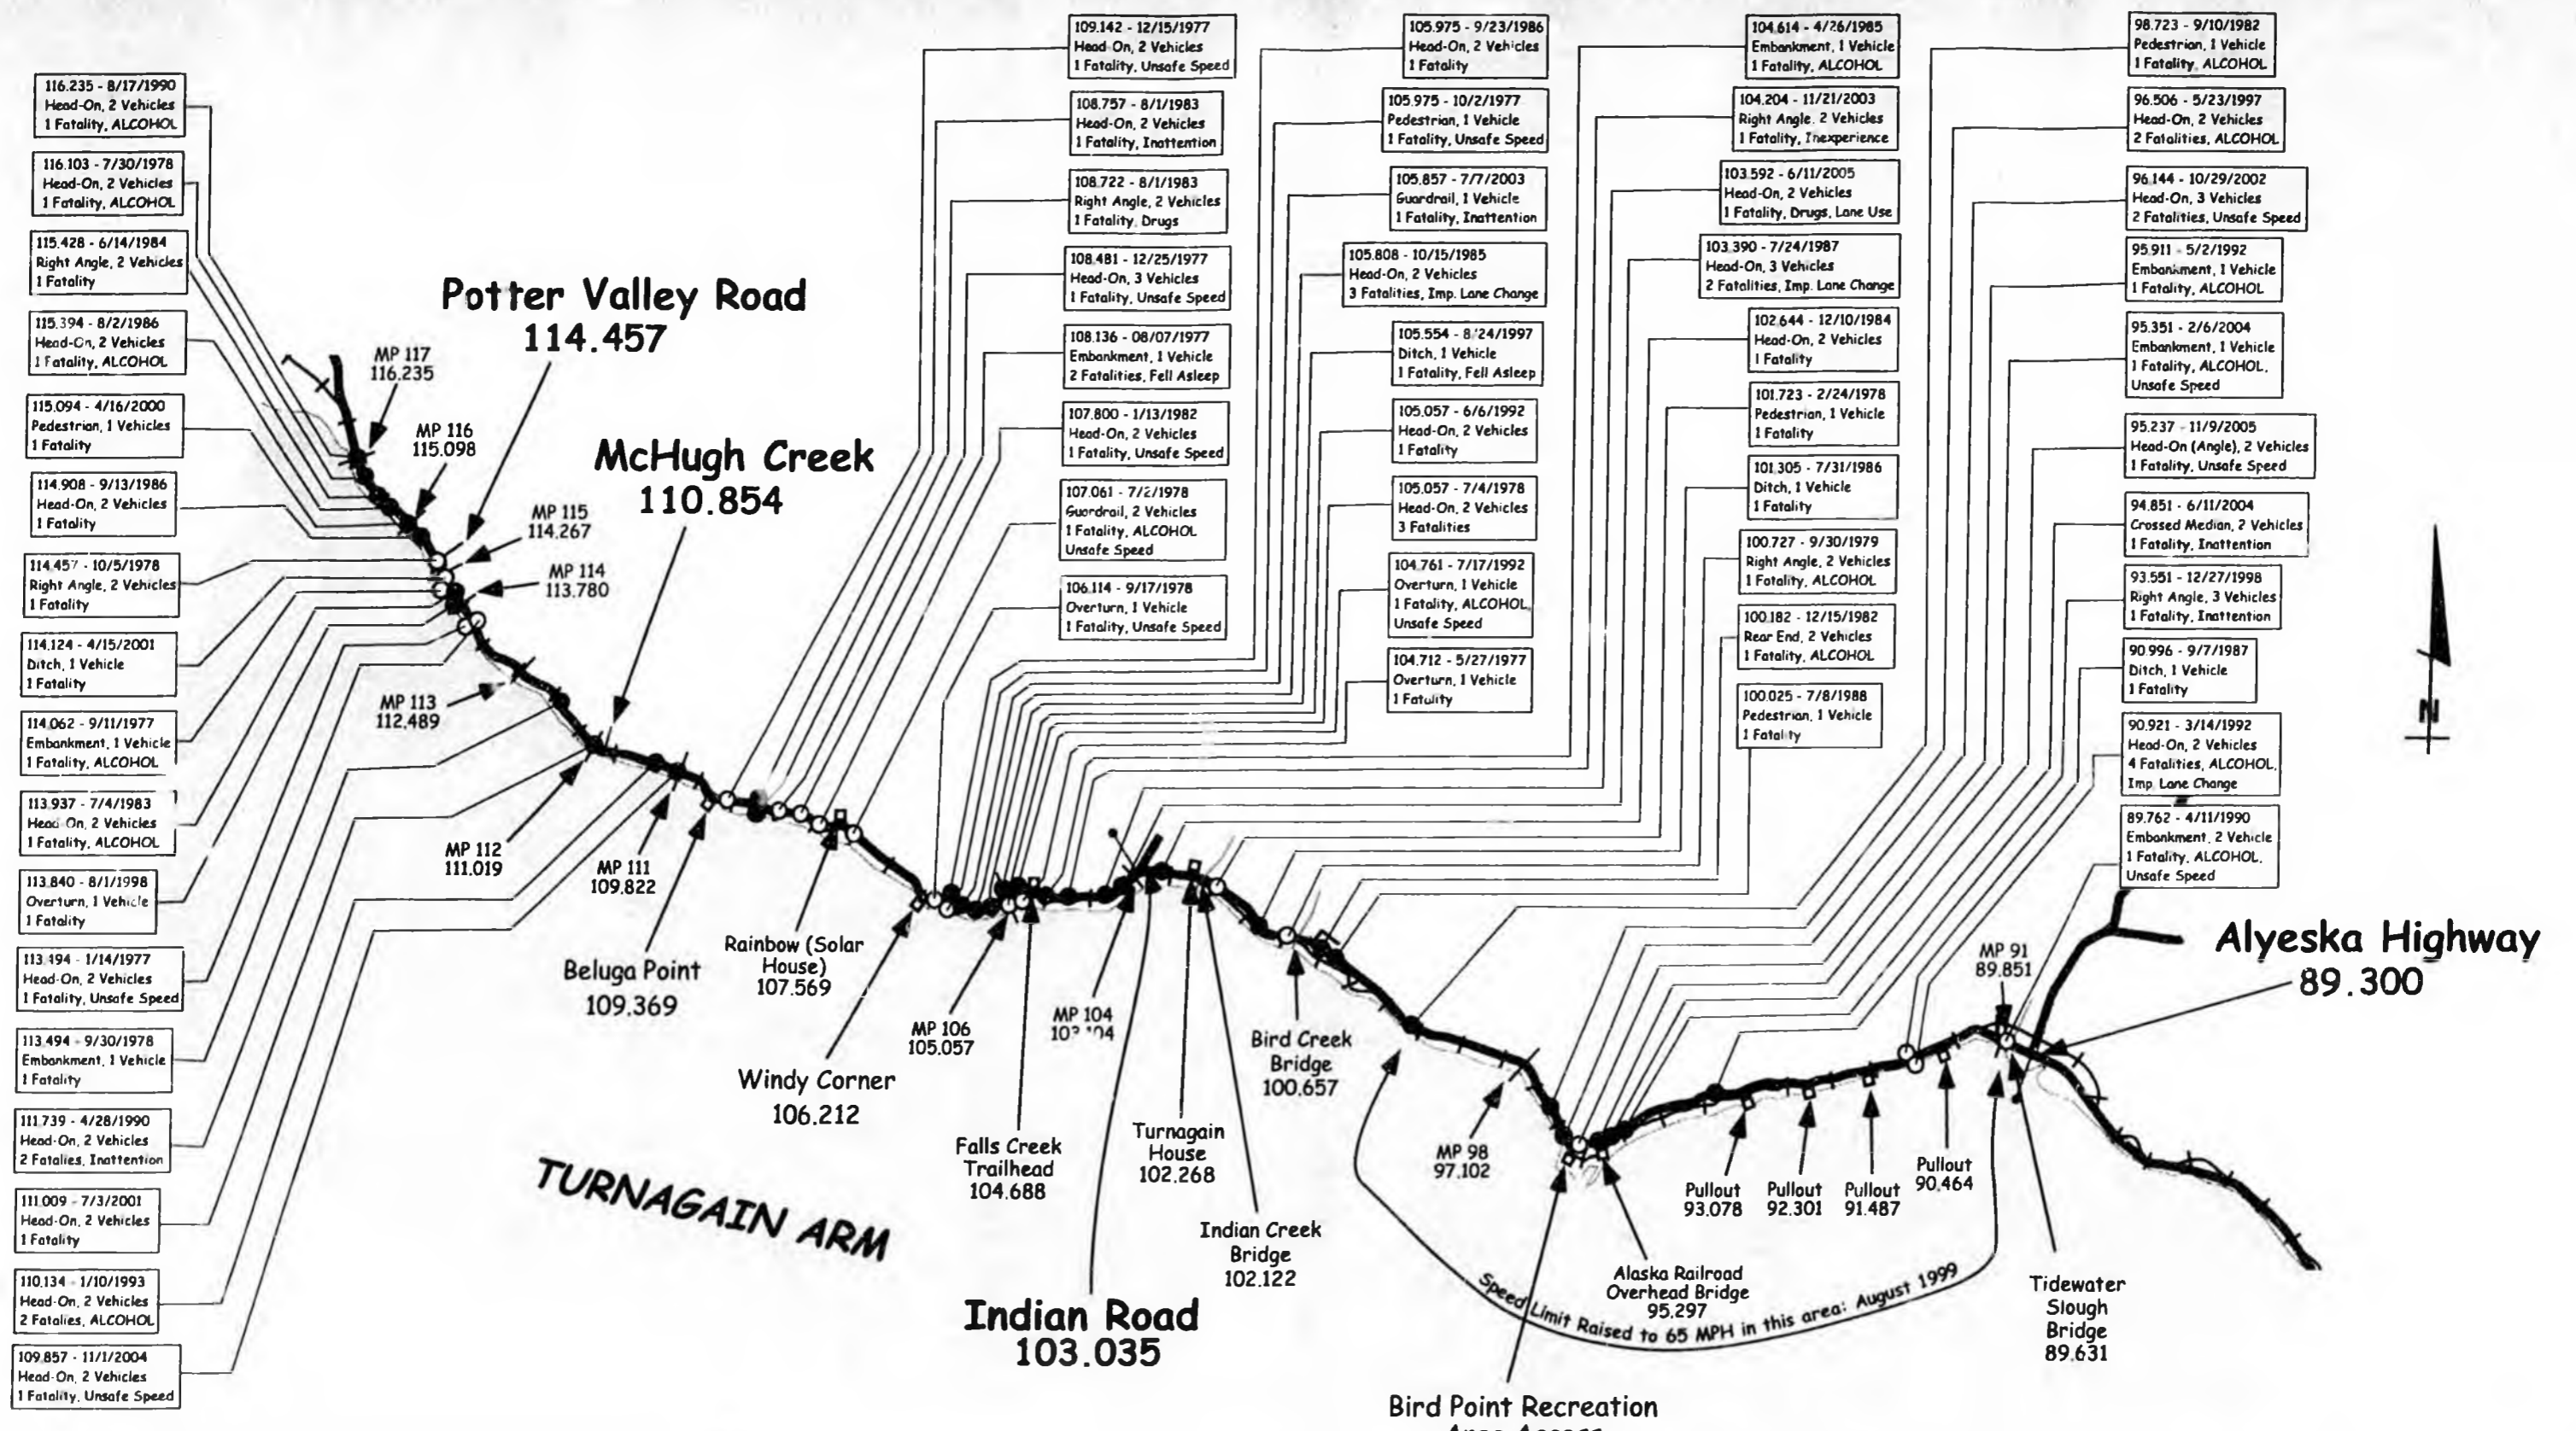 116.235 - 8/17/1990
Head-On, 2 Vehicles
1 Fatality, ALCOHOL
116.103 - 7/30/1978
Head-On, 2 Vehicles
1 Fatality, ALCOHOL
115.428 - 6/14/1984
Right Angle, 2 Vehicles
1 Fatality
115.394 - 8/2/1986
Head-On, 2 Vehicles
1 Fatality, ALCOHOL
115.094 - 4/16/2000
Pedestrian, 1 Vehicles
1 Fatality
114.908 - 9/13/1986
Head-On, 2 Vehicles
1 Fatality
114.457 - 10/5/1978
Right Angle, 2 Vehicles
1 Fatality
114.124 - 4/15/2001
Ditch, 1 Vehicle
1 Fatality
114.062 - 9/11/1977
Embankment, 1 Vehicle
1 Fatality, ALCOHOL
113.937 - 7/4/1983
Head-On, 2 Vehicles
1 Fatality, ALCOHOL
113.840 - 8/1/1998
Overturn, 1 Vehicle
1 Fatality
113.494 - 1/14/1977
Head-On, 2 Vehicles
1 Fatality, Unsafe Speed
113.494 - 9/30/1978
Embankment, 1 Vehicle
1 Fatality
111.739 - 4/28/1990
Head-On, 2 Vehicles
2 Fatalies, Inattention
111.009 - 7/3/2001
Head-On, 2 Vehicles
1 Fatality
110.134 - 1/10/1993
Head-On, 2 Vehicles
2 Fatalies, ALCOHOL
109.857 - 11/1/2004
Head-On, 2 Vehicles
1 Fatality, Unsafe Speed
109.142 - 12/15/1977
Head On, 2 Vehicles
1 Fatality, Unsafe Speed
108.757 - 8/1/1983
Head-On, 2 Vehicles
1 Fatality, Inattention
108.722 - 8/1/1983
Right Angle, 2 Vehicles
1 Fatality, Drugs
108.481 - 12/25/1977
Head-On, 3 Vehicles
1 Fatality, Unsafe Speed
108.136 - 08/07/1977
Embankment, 1 Vehicle
2 Fatalities, Fell Asleep
107.800 - 1/13/1982
Head-On, 2 Vehicles
1 Fatality, Unsafe Speed
107.061 - 7/2/1978
Guardrail, 2 Vehicles
1 Fatality, ALCOHOL
Unsafe Speed
106.114 - 9/17/1978
Overturn, 1 Vehicle
1 Fatality, Unsafe Speed
105.975 - 9/23/1986
Head-On, 2 Vehicles
1 Fatality
105.975 - 10/2/1977
Pedestrian, 1 Vehicle
1 Fatality, Unsafe Speed
105.857 - 7/7/2003
Guardrail, 1 Vehicle
1 Fatality, Inattention
105.808 - 10/15/1985
Head-On, 2 Vehicles
3 Fatalities, Imp. Lane Change
105.554 - 8/24/1997
Ditch, 1 Vehicle
1 Fatality, Fell Asleep
105.057 - 6/6/1992
Head-On, 2 Vehicles
1 Fatality
105.057 - 7/4/1978
Head-On, 2 Vehicles
3 Fatalities
104.761 - 7/17/1992
Overturn, 1 Vehicle
1 Fatality, ALCOHOL,
Unsafe Speed
104.712 - 5/27/1977
Overturn, 1 Vehicle
1 Fatality
104.614 - 4/26/1985
Embankment, 1 Vehicle
1 Fatality, ALCOHOL
104.204 - 11/21/2003
Right Angle. 2 Vehicles
1 Fatality, Inexperience
103.592 - 6/11/2005
Head-On, 2 Vehicles
1 Fatality, Drugs, Lane Use
103.390 - 7/24/1987
Head-On, 3 Vehicles
2 Fatalities, Imp. Lane Change
102.644 - 12/10/1984
Head-On, 2 Vehicles
1 Fatality
101.723 - 2/24/1978
Pedestrian, 1 Vehicle
1 Fatality
101.305 - 7/31/1986
Ditch, 1 Vehicle
1 Fatality
100.727 - 9/30/1979
Right Angle, 2 Vehicles
1 Fatality, ALCOHOL
100.182 - 12/15/1982
Rear End, 2 Vehicles
1 Fatality, ALCOHOL
100.025 - 7/8/1988
Pedestrian, 1 Vehicle
1 Fatality
98.723 - 9/10/1982
Pedestrian, 1 Vehicle
1 Fatality, ALCOHOL
96.506 - 5/23/1997
Head-On, 2 Vehicles
2 Fatalities, ALCOHOL
96.144 - 10/29/2002
Head-On, 3 Vehicles
2 Fatalities, Unsafe Speed
95.911 - 5/2/1992
Embankment, 1 Vehicle
1 Fatality, ALCOHOL
95.351 - 2/6/2004
Embankment, 1 Vehicle
1 Fatality, ALCOHOL,
Unsafe Speed
95.237 - 11/9/2005
Head-On (Angle), 2 Vehicles
1 Fatality, Unsafe Speed
94.851 - 6/11/2004
Crossed Median, 2 Vehicles
1 Fatality, Inattention
93.551 - 12/27/1998
Right Angle, 3 Vehicles
1 Fatality, Inattention
90.996 - 9/7/1987
Ditch, 1 Vehicle
1 Fatality
90.921 - 3/14/1992
Head-On, 2 Vehicles
4 Fatalities, ALCOHOL,
Imp. Lane Change
89.762 - 4/11/1990
Embankment, 2 Vehicle
1 Fatality, ALCOHOL,
Unsafe Speed
Potter Valley Road
114.457
MP 117
116.235
MP 116
115.098
McHugh Creek
110.854
MP 115
114.267
MP 114
113.780
MP 113
112.489
MP 112
111.019
MP 111
109.822
Beluga Point
109.369
Rainbow (Solar
House)
107.569
Windy Corner
106.212
MP 106
105.057
Falls Creek
Trailhead
104.688
MP 104
Indian Road
103.035
Turnagain
House
102.268
Indian Creek
Bridge
102.122
Bird Creek
Bridge
100.657
MP 98
97.102
Bird Point Recreation
Alaska Railroad
Overhead Bridge
95.297
Pullout
93.078
Pullout
92.301
Pullout
91.487
Pullout
90.464
MP 91
89.851
Tidewater
Slough
Bridge
89.631
Alyeska Highway
89.300
Speed Limit Raised to 65 MPH in this area: August 1999
TURNAGAIN ARM
N